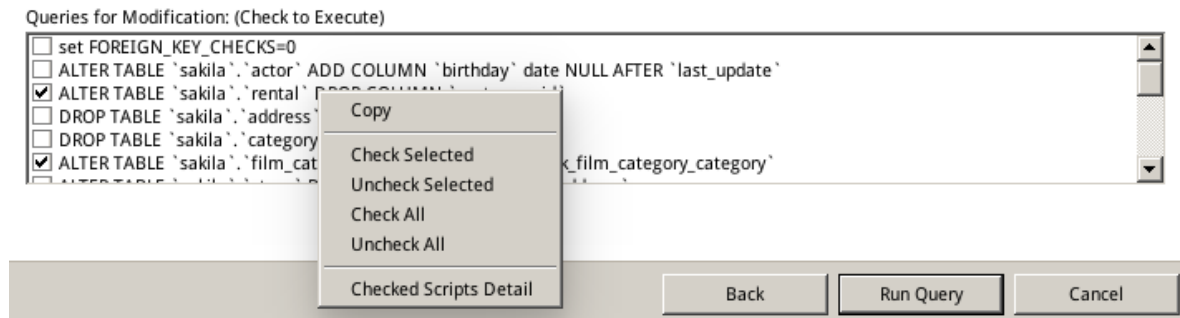 Queries for Modification: (Check to Execute)
set FOREIGN_KEY_CHECKS=0
ALTER TABLE `sakila`.`actor` ADD COLUMN `birthday` date NULL AFTER `last_update`
ALTER TABLE `sakila`.`rental` DROP COLUMN
DROP TABLE `sakila`.`address`
DROP TABLE `sakila`.`category
ALTER TABLE `sakila`.`film_cat
k_film_category_category`
Copy
Check Selected
Uncheck Selected
Check All
Uncheck All
Checked Scripts Detail
Back
Run Query
Cancel